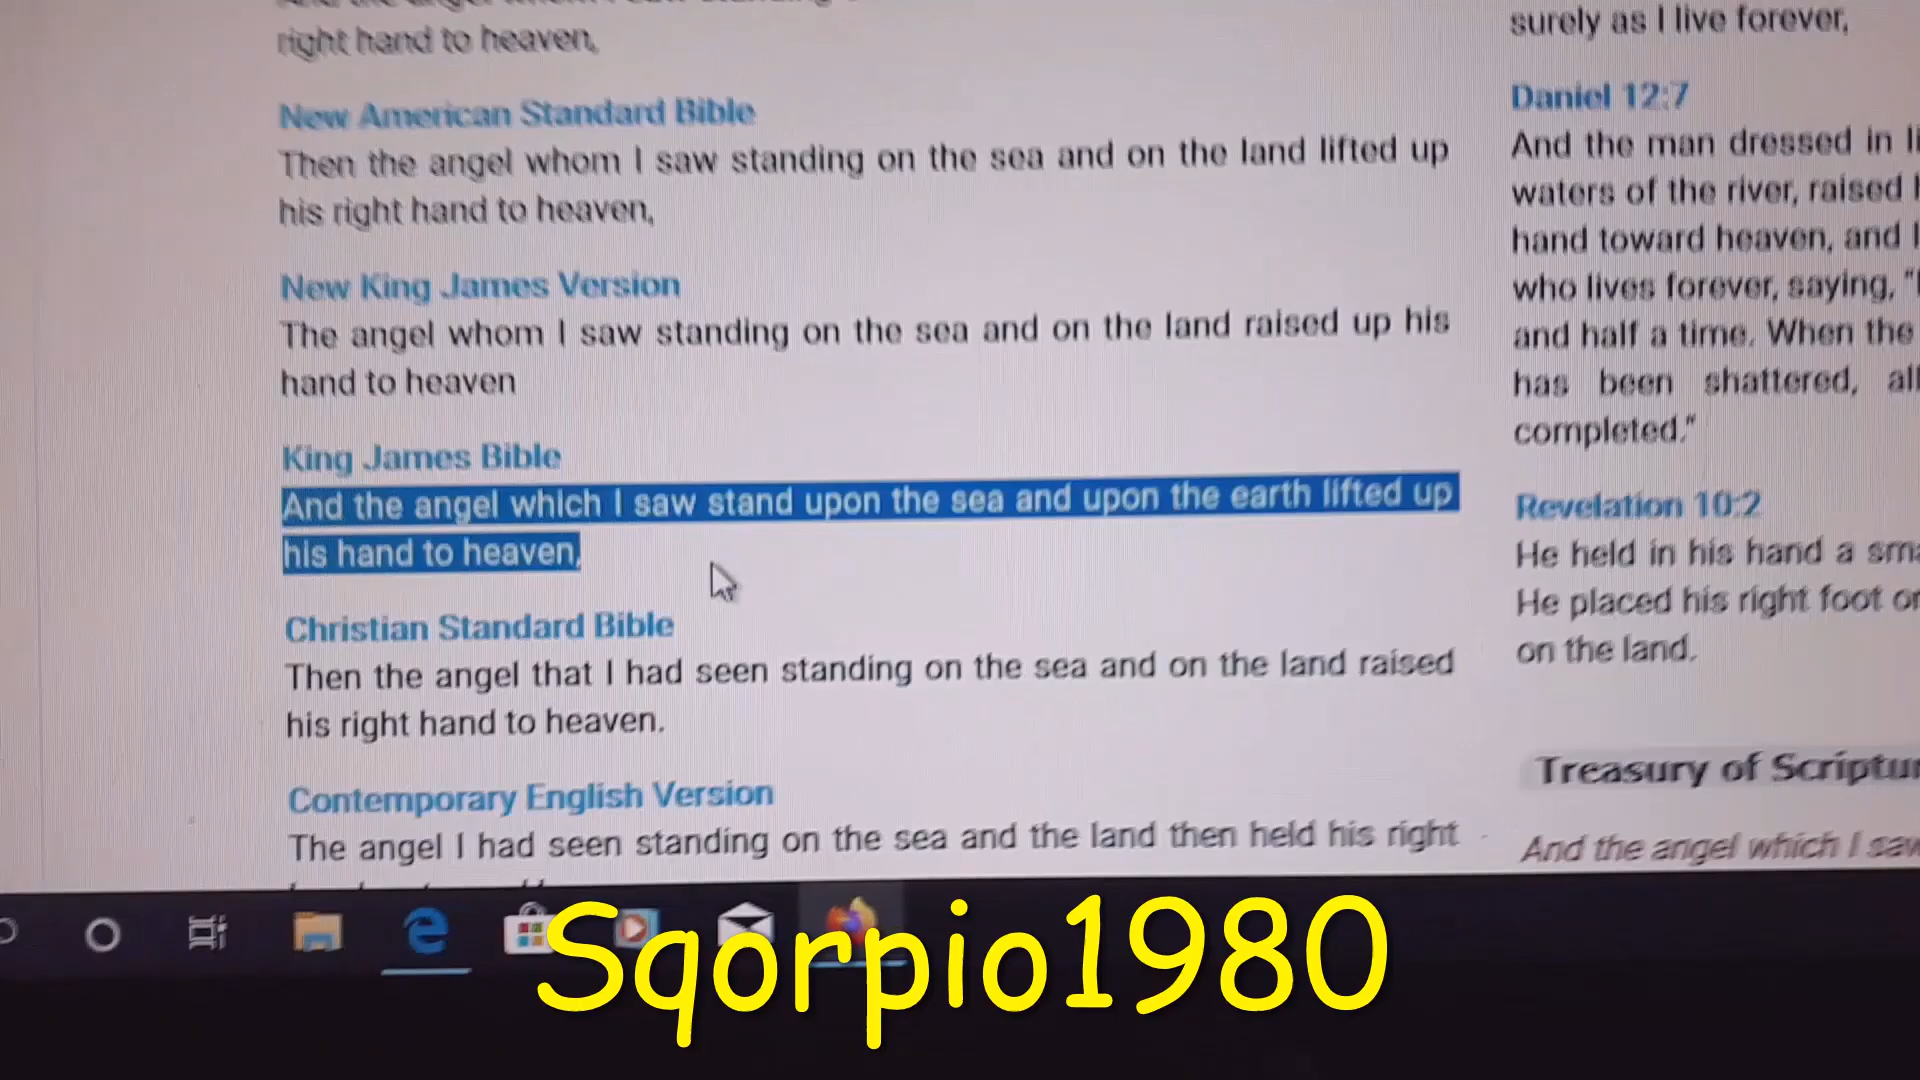 right hand to heaven,
New American Standard Bible
Then the angel whom I saw standing on the sea and on the land lifted up
his right hand to heaven,
New King James Version
The angel whom I saw standing on the sea and on the land raised up his
hand to heaven
King James Bible
And the angel which I saw stand upon the sea and upon the earth lifted up
his hand to heaven,
Christian Standard Bible
Then the angel that I had seen standing on the sea and on the land raised
his right hand to heaven.
Contemporary English Version
The angel I had seen standing on the sea and the land then held his right
surely as I live forever,
Daniel 12:7
And the man dressed in
waters of the river, raised
hand toward heaven, and
who lives forever, saying,
and half a time. When the
has been shattered, all
completed."
Revelation 10:2
He held in his hand a
He placed his right foot
on the land.
Treasury of
And the angel which I saw
Sqorpio1980